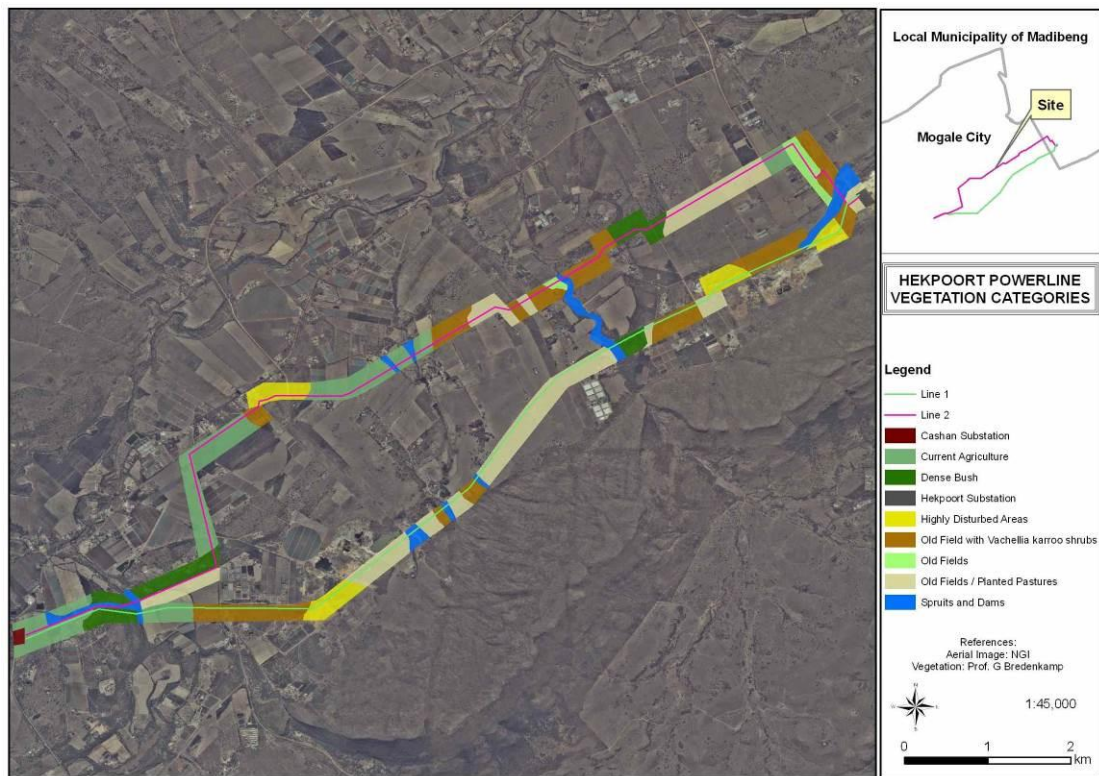 Local Municipality of Madibeng
Site
Mogale City
HEKPOORT POWERLINE
VEGETATION CATEGORIES
Legend
Line 1
Line 2
Cashan Substation
Current Agriculture
Dense Bush
Hekpoort Substation
Highly Disturbed Areas
Old Field with Vachellia karroo shrubs
Old Fields
Old Fields / Planted Pastures
Spruits and Dams
References:
Aerial Image: NGI
Vegetation: Prof. G Bredenkamp
N
W
E
S
1:45,000
0 1 2
km